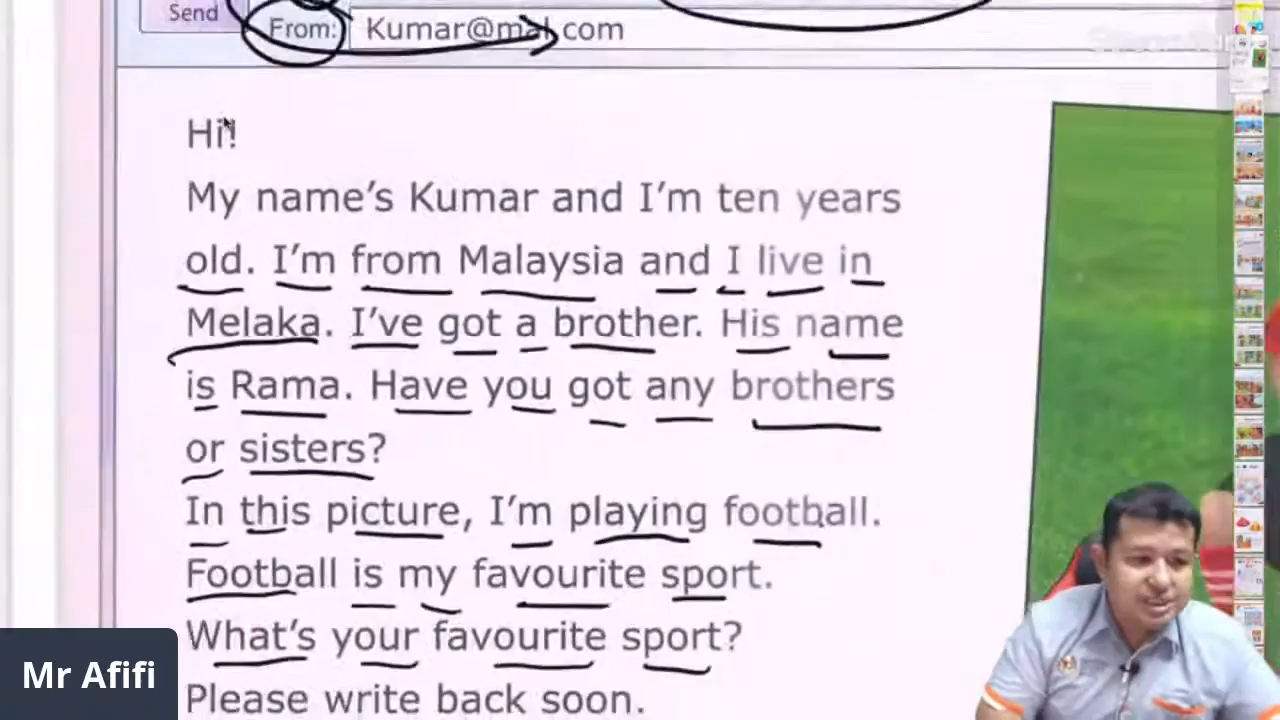 Send
From: Kumar@mal.com
Hi!
My name's Kumar and I'm ten years
old. I'm from Malaysia and I live in
Melaka. I've got a brother. His name
is Rama. Have you got any brothers
or sisters?
In this picture, I'm playing football.
Football is my favourite sport.
What's your favourite sport?
Please write back soon.
Mr Afifi